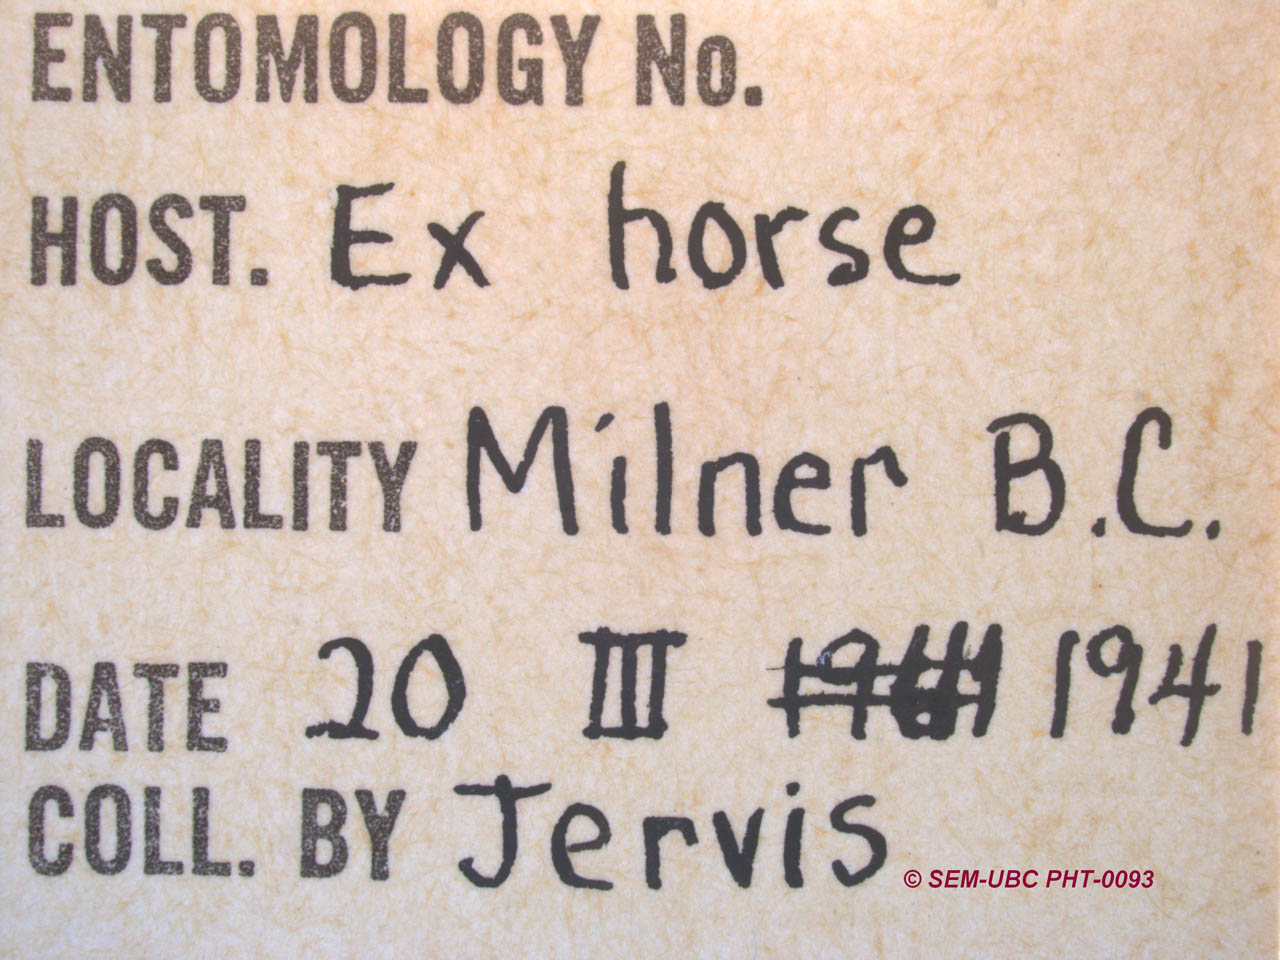 ENTOMOLOGY No.
HOST. Ex horse
LOCALITY Milner B.C.
DATE 20 III 1941
COLL. BY Jervis
© SEM-UBC PHT-0093